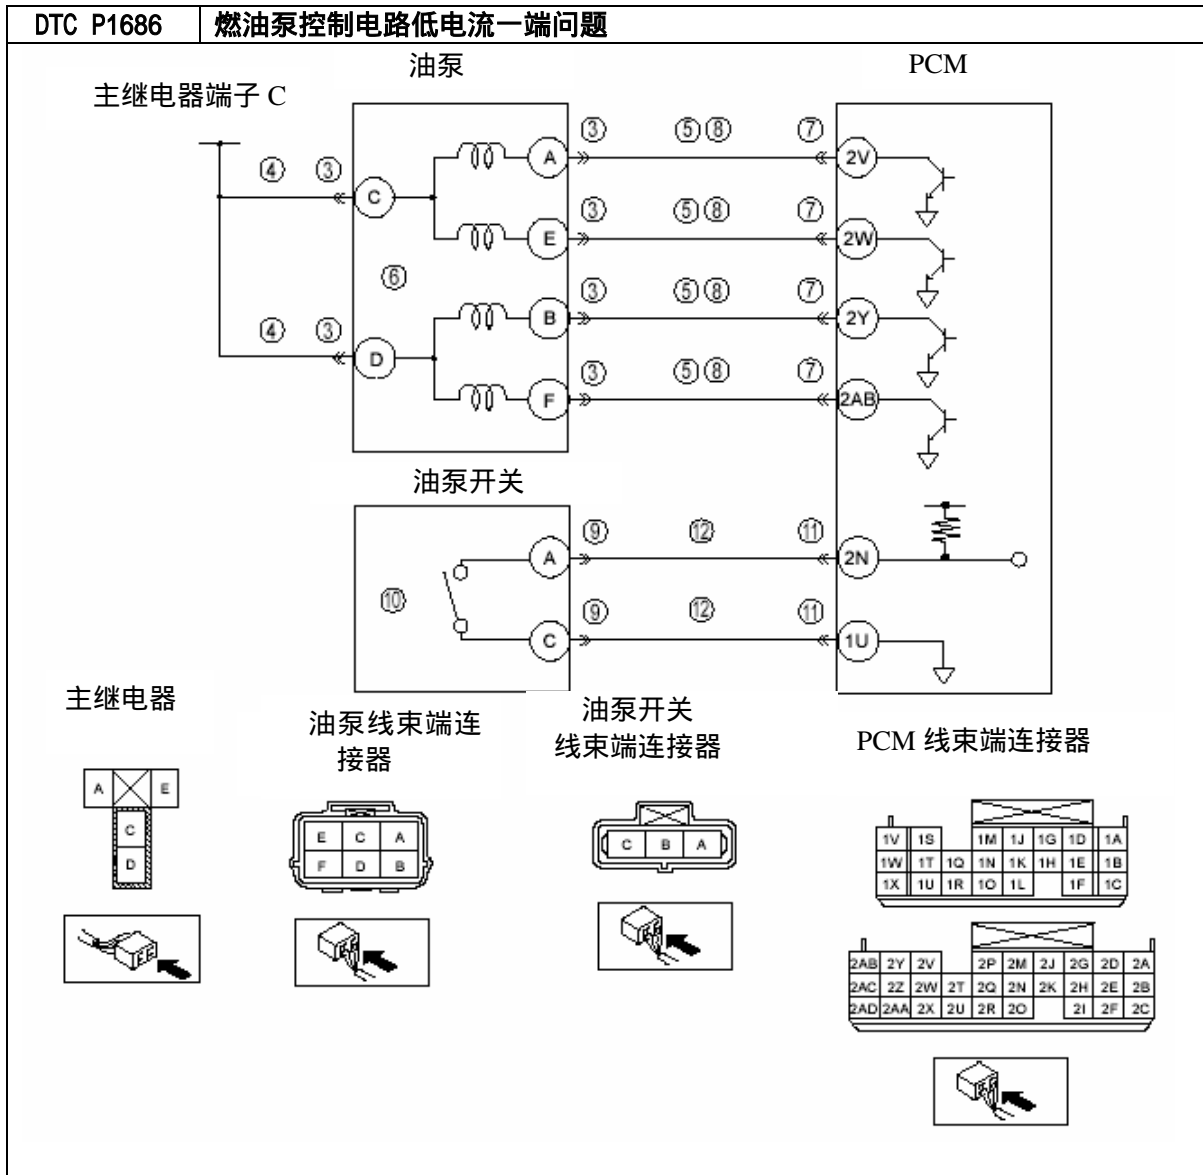 DTC P1686 燃油泵控制电路低电流一端问题
油泵 PCM
主继电器端子 C
③ ⑤⑧ ⑦
A 2V
④ ③
C
③ ⑤⑧ ⑦
E 2W
⑥
③ ⑤⑧ ⑦
B 2Y
④ ③
D
③ ⑤⑧ ⑦
F 2AB
油泵开关
⑨ ⑫ ⑪
A 2N
⑩
⑨ ⑫ ⑪
C 1U
主继电器
油泵线束端连
接器
油泵开关
线束端连接器
PCM 线束端连接器
A E
C
D
E C A
F D B
C B A
1V 1S 1M 1J 1G 1D 1A
1W 1T 1Q 1N 1K 1H 1E 1B
1X 1U 1R 1O 1L 1F 1C
2AB 2Y 2V 2P 2M 2J 2G 2D 2A
2AC 2Z 2W 2T 2Q 2N 2K 2H 2E 2B
2AD 2AA 2X 2U 2R 2O 2I 2F 2C